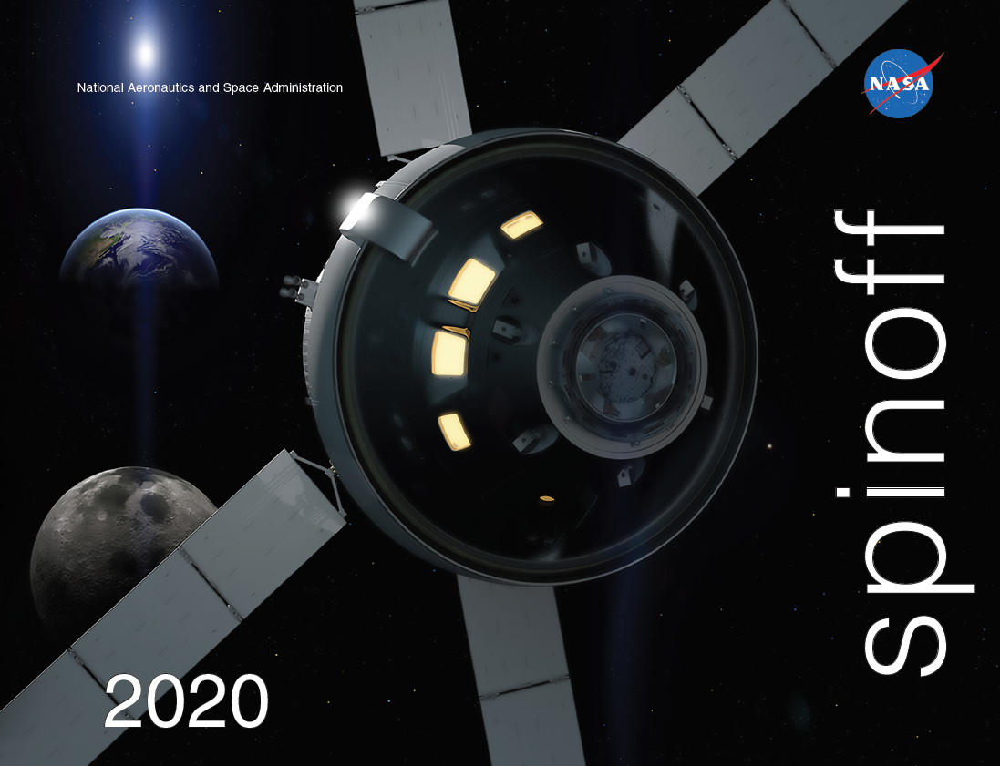 National Aeronautics and Space Administration
NASA
spinoff
2020